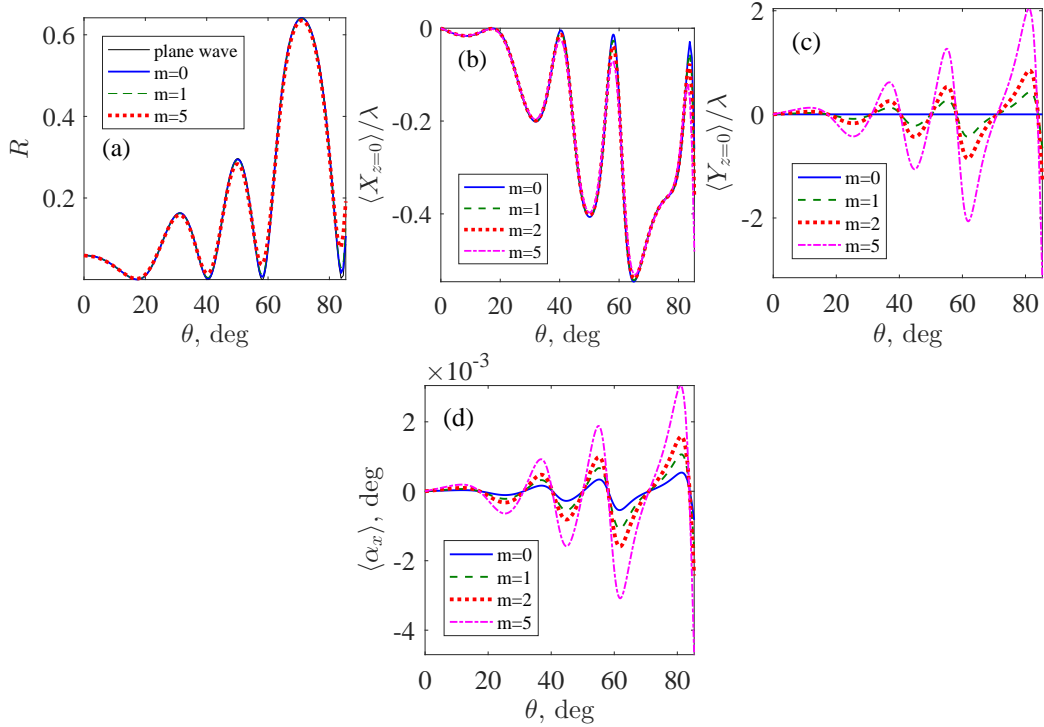 (a)
plane wave
m=0
m=1
m=5
R
0.6
0.4
0.2
0 20 40 60 80
θ, deg
(b)
m=0
m=1
m=2
m=5
⟨X_{z=0}⟩/λ
-0
-0.2
-0.4
0 20 40 60 80
θ, deg
(c)
m=0
m=1
m=2
m=5
⟨Y_{z=0}⟩/λ
2
0
-2
0 20 40 60 80
θ, deg
×10⁻³
(d)
m=0
m=1
m=2
m=5
⟨α_x⟩, deg
2
0
-2
-4
0 20 40 60 80
θ, deg